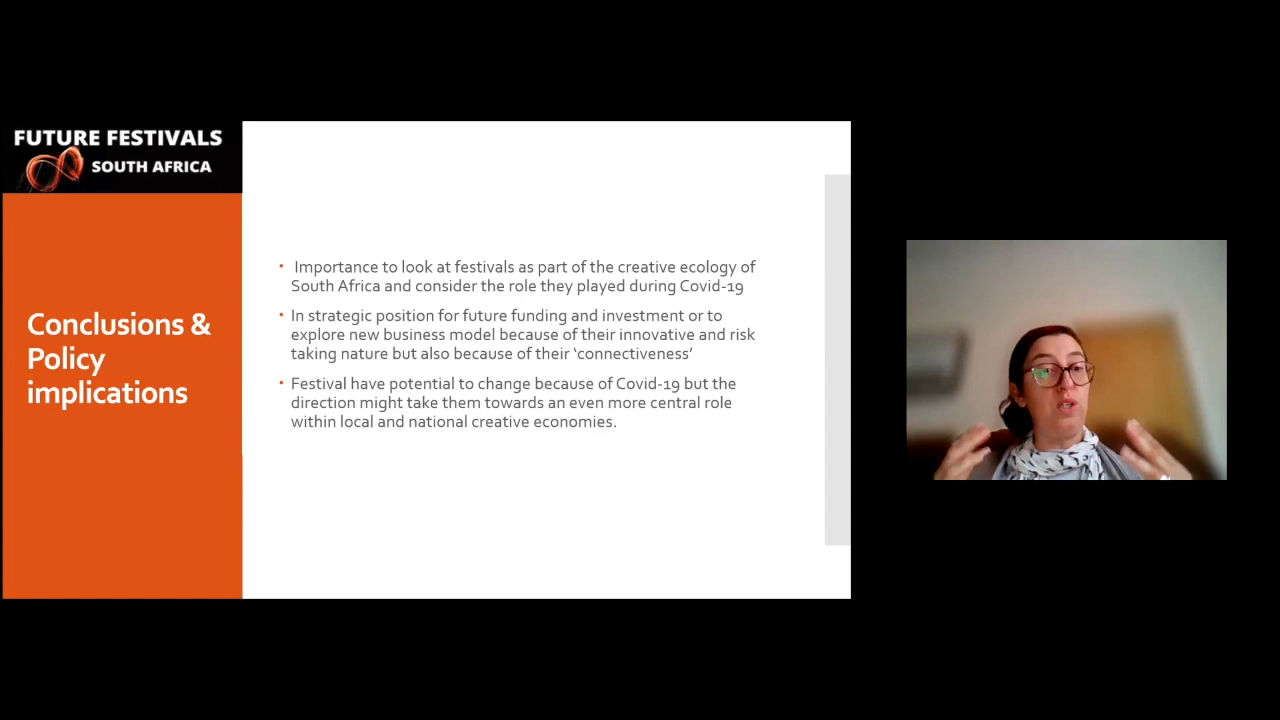 FUTURE FESTIVALS
SOUTH AFRICA
Conclusions &
Policy
implications
• Importance to look at festivals as part of the creative ecology of
South Africa and consider the role they played during Covid-19
• In strategic position for future funding and investment or to
explore new business model because of their innovative and risk
taking nature but also because of their ‘connectiveness’
• Festival have potential to change because of Covid-19 but the
direction might take them towards an even more central role
within local and national creative economies.